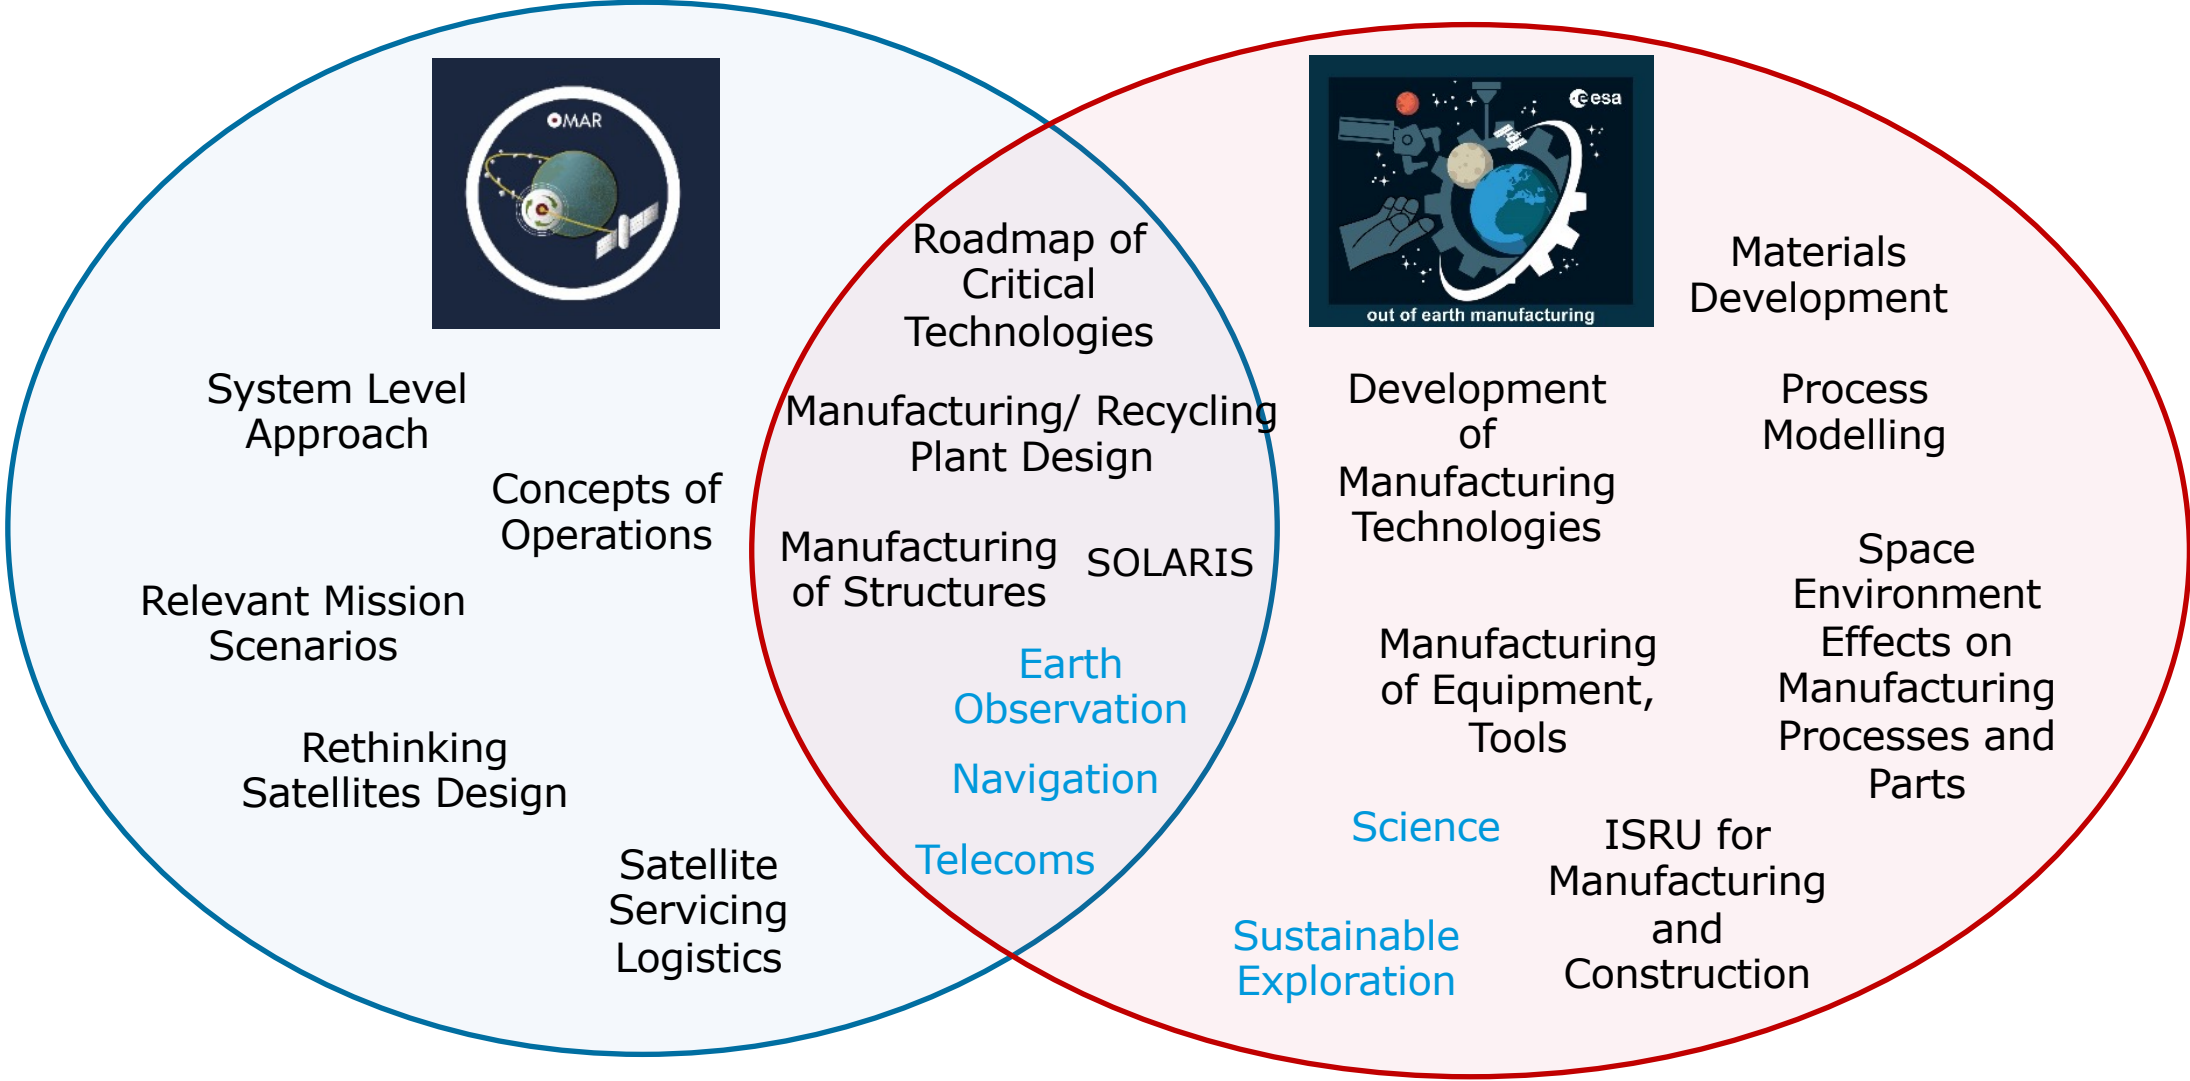 OMAR
System Level
Approach
Concepts of
Operations
Relevant Mission
Scenarios
Rethinking
Satellites Design
Satellite
Servicing
Logistics
Roadmap of
Critical
Technologies
Manufacturing/ Recycling
Plant Design
Manufacturing
of Structures
SOLARIS
Earth
Observation
Navigation
Telecoms
esa
out of earth manufacturing
Materials
Development
Development
of
Manufacturing
Technologies
Process
Modelling
Manufacturing
of Equipment,
Tools
Space
Environment
Effects on
Manufacturing
Processes and
Parts
Science
Sustainable
Exploration
ISRU for
Manufacturing
and
Construction